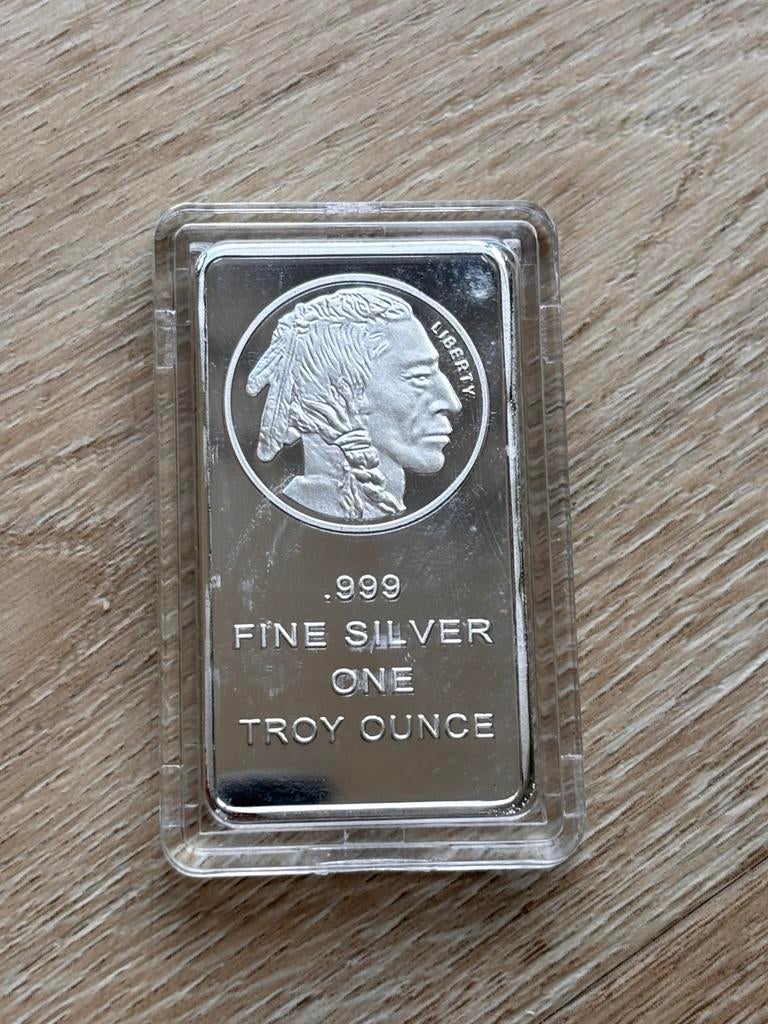 LIBERTY
.999
FINE SILVER
ONE
TROY OUNCE